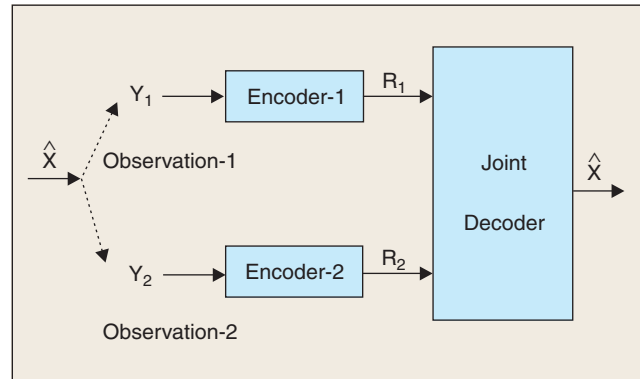 Y₁
Encoder-1
R₁
X̂
Observation-1
Joint
Decoder
X̂
Y₂
Encoder-2
R₂
Observation-2